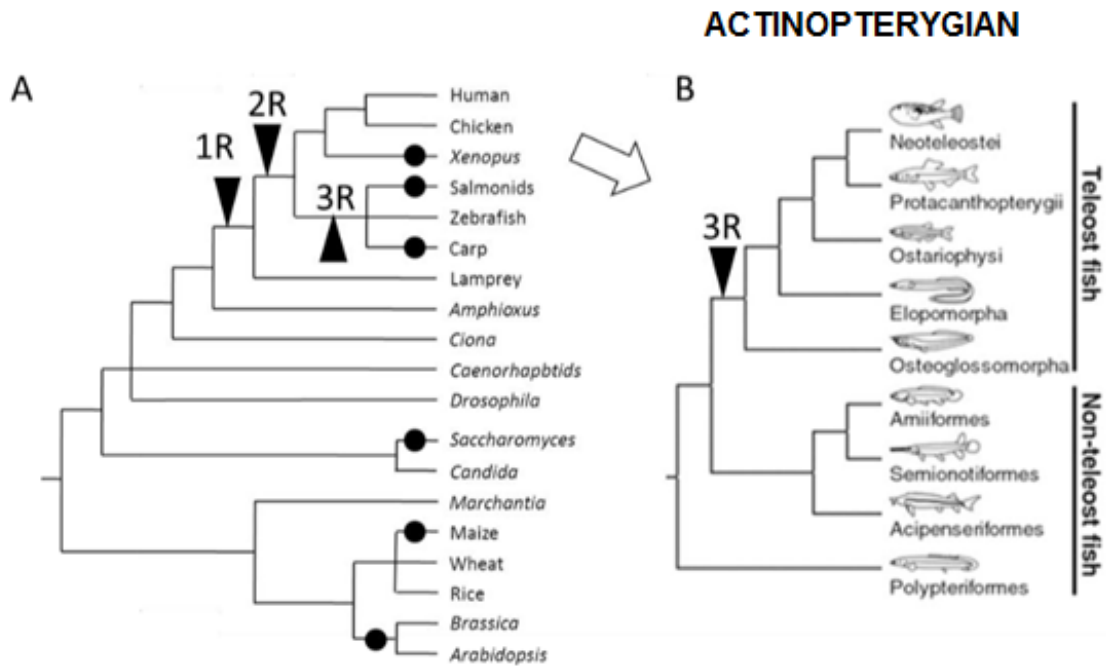 ACTINOPTERYGIAN
A
1R
2R
3R
Human
Chicken
Xenopus
Salmonids
Zebrafish
Carp
Lamprey
Amphioxus
Ciona
Caenorhapbtids
Drosophila
Saccharomyces
Candida
Marchantia
Maize
Wheat
Rice
Brassica
Arabidopsis
B
3R
Neoteleostei
Protacanthopterygii
Ostariophysi
Elopomorpha
Osteoglossomorpha
Amiiformes
Semionotiformes
Acipenseriformes
Polypteriformes
Teleost fish
Non-teleost fish